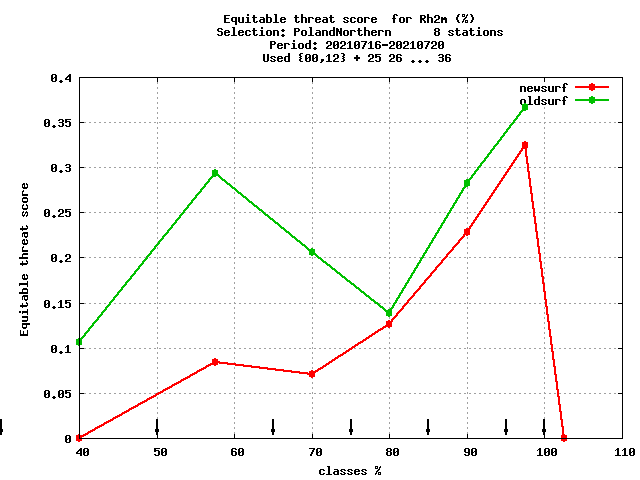 Equitable threat score  for Rh2m (%)
Selection: PolandNorthern      8 stations
Period: 20210716-20210720
Used {00,12} + 25 26 ... 36
newsurf
oldsurf
0.4
0.35
0.3
0.25
0.2
0.15
0.1
0.05
0
Equitable threat score
40 50 60 70 80 90 100 110
classes %